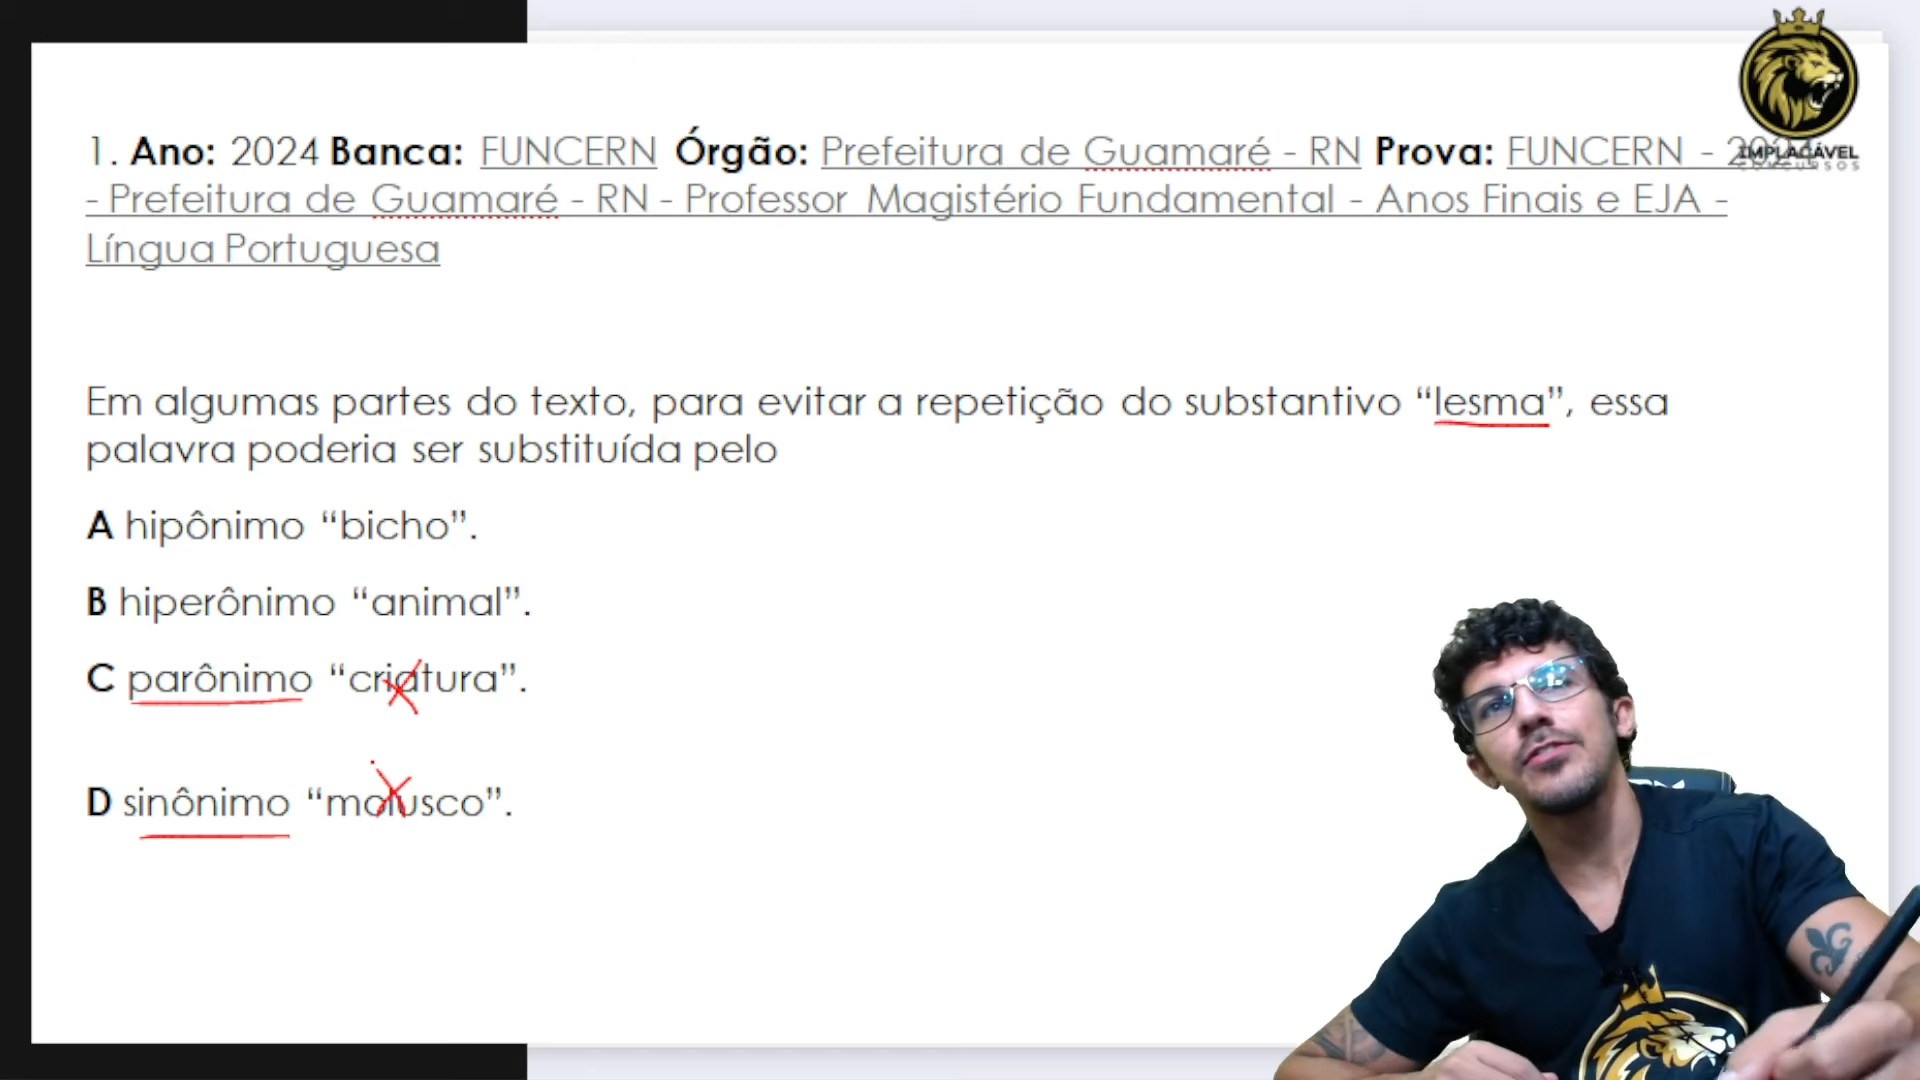 1. Ano: 2024 Banca: FUNCERN Órgão: Prefeitura de Guamaré - RN Prova: FUNCERN -
- Prefeitura de Guamaré - RN - Professor Magistério Fundamental - Anos Finais e EJA -
Língua Portuguesa
IMPLACÁVEL
CONCURSOS
Em algumas partes do texto, para evitar a repetição do substantivo “lesma”, essa
palavra poderia ser substituída pelo
A hipônimo “bicho”.
B hiperônimo “animal”.
C parônimo “criatura”.
D sinônimo “molusco”.